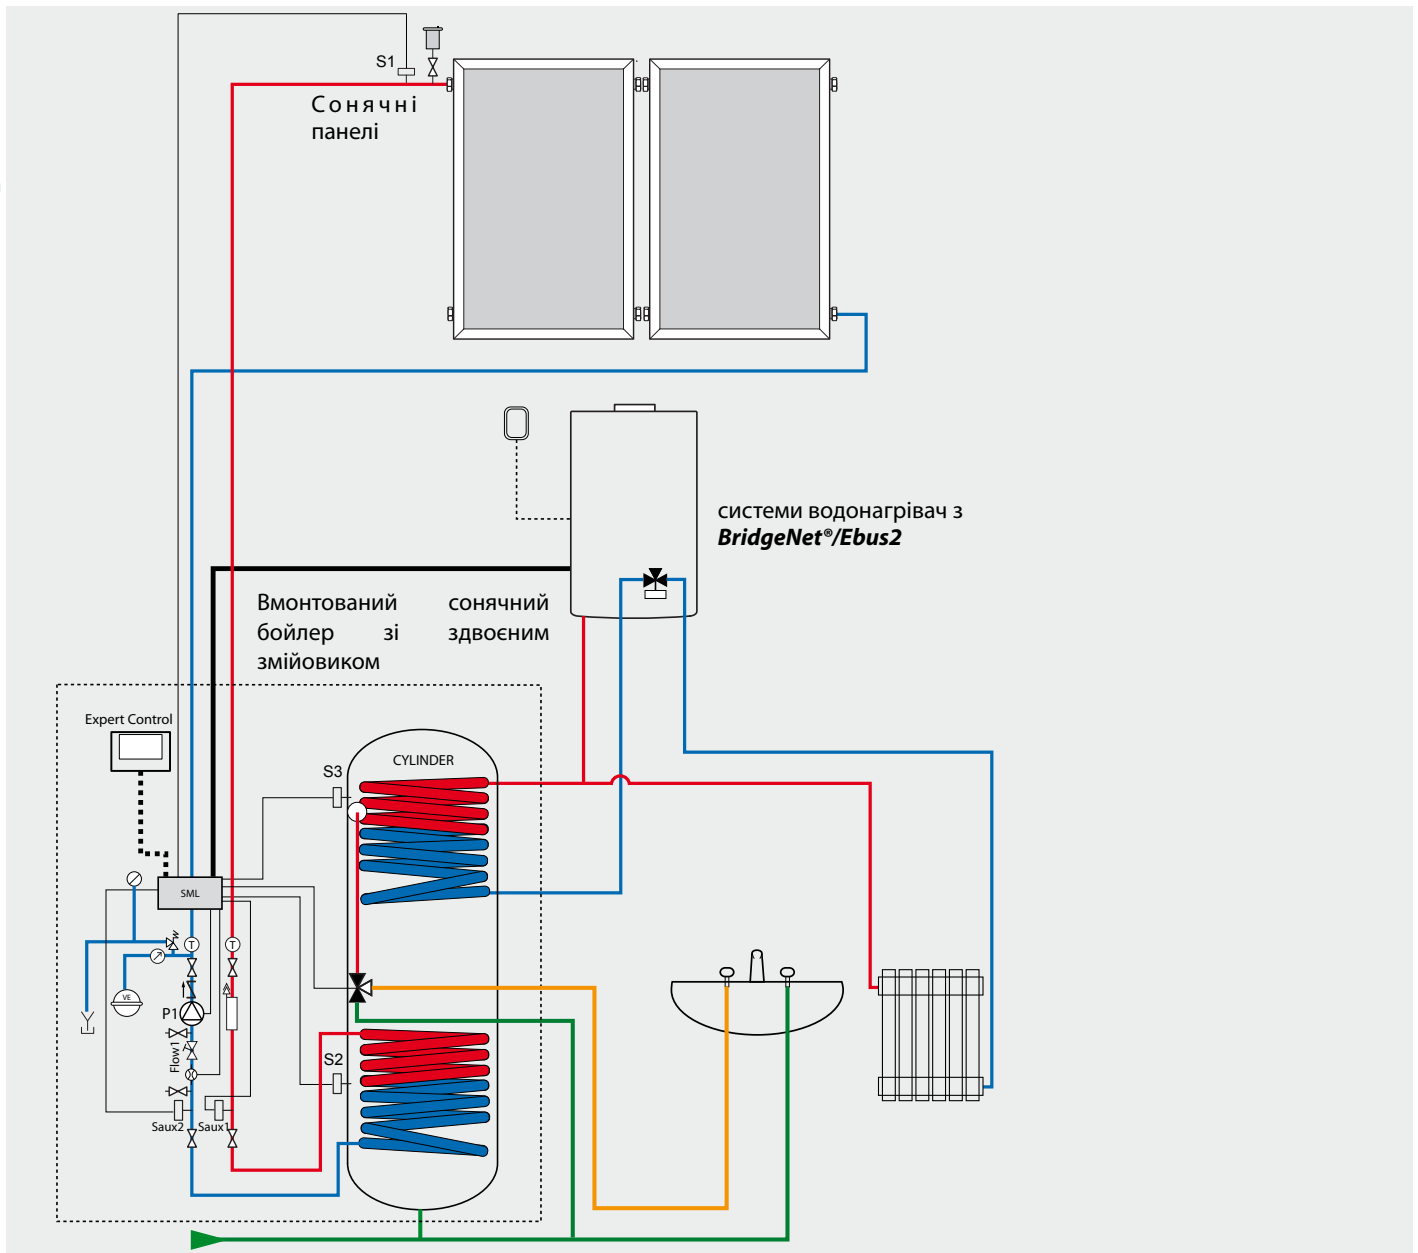 S1
Сонячні
панелі
системи водонагрівач з
BridgeNet®/Ebus2
Вмонтований сонячний
бойлер зі здвоєним
змійовиком
Expert Control
CYLINDER
S3
SML
T T
VE
P1
Flow1
S2
Saux2 Saux1